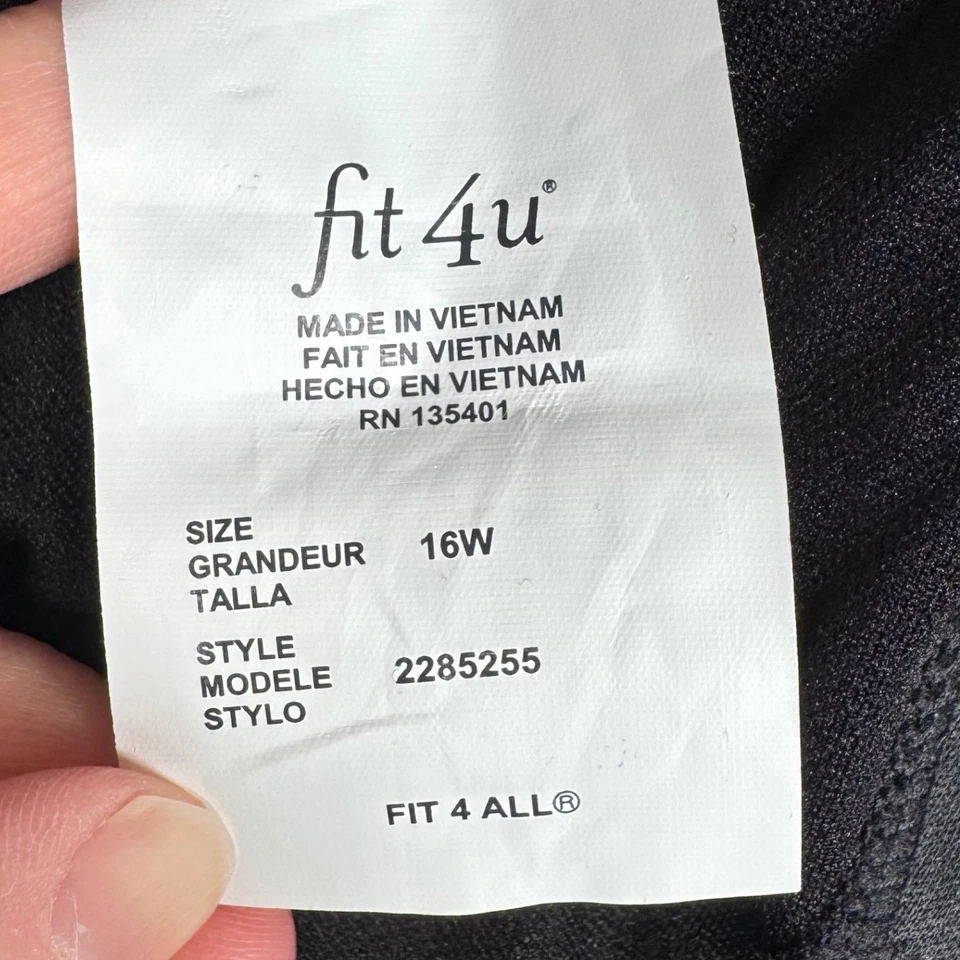 fit 4u®
MADE IN VIETNAM
FAIT EN VIETNAM
HECHO EN VIETNAM
RN 135401
SIZE
GRANDEUR 16W
TALLA
STYLE
MODELE 2285255
STYLO
FIT 4 ALL®